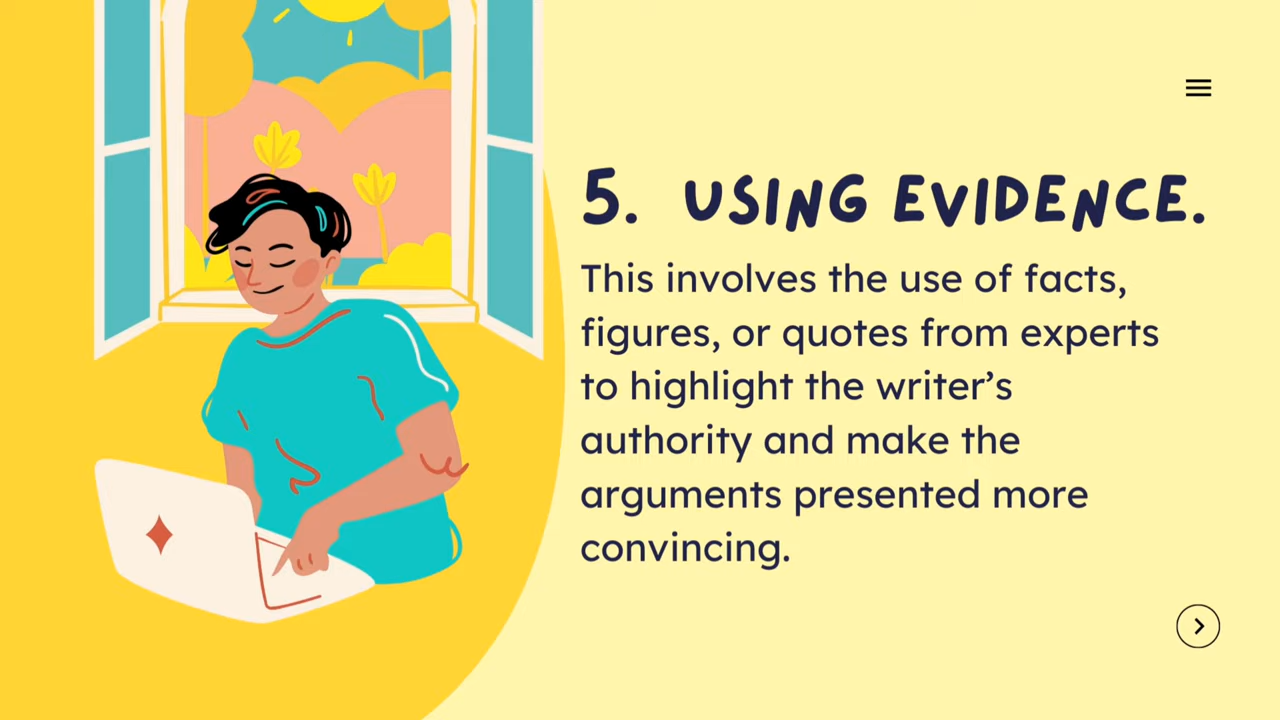 5. USING EVIDENCE.
This involves the use of facts,
figures, or quotes from experts
to highlight the writer’s
authority and make the
arguments presented more
convincing.